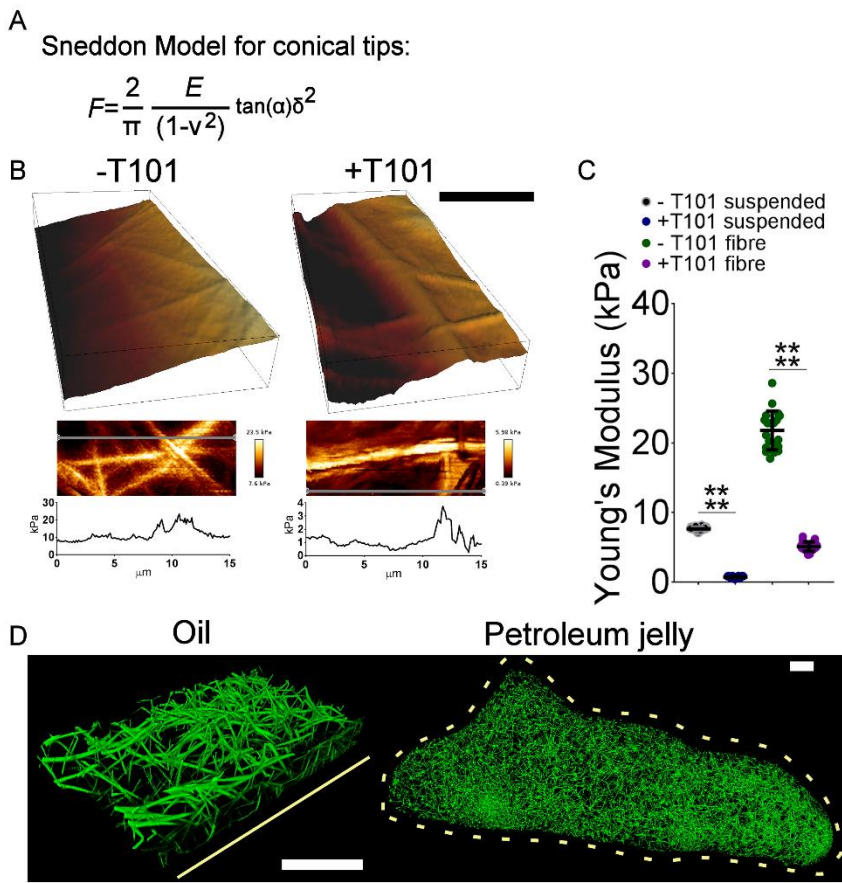 A
Sneddon Model for conical tips:
F= 2/π E/(1-ν²) tan(α)δ²
B
-T101
+T101
C
- T101 suspended
+T101 suspended
- T101 fibre
+T101 fibre
Young's Modulus (kPa)
40
30
20
10
0
**
**
**
**
23.5 kPa
7.6 kPa
5.58 kPa
0.39 kPa
kPa
30
20
10
0
0
5
10
15
μm
kPa
4
3
2
1
0
0
5
10
15
μm
D
Oil
Petroleum jelly